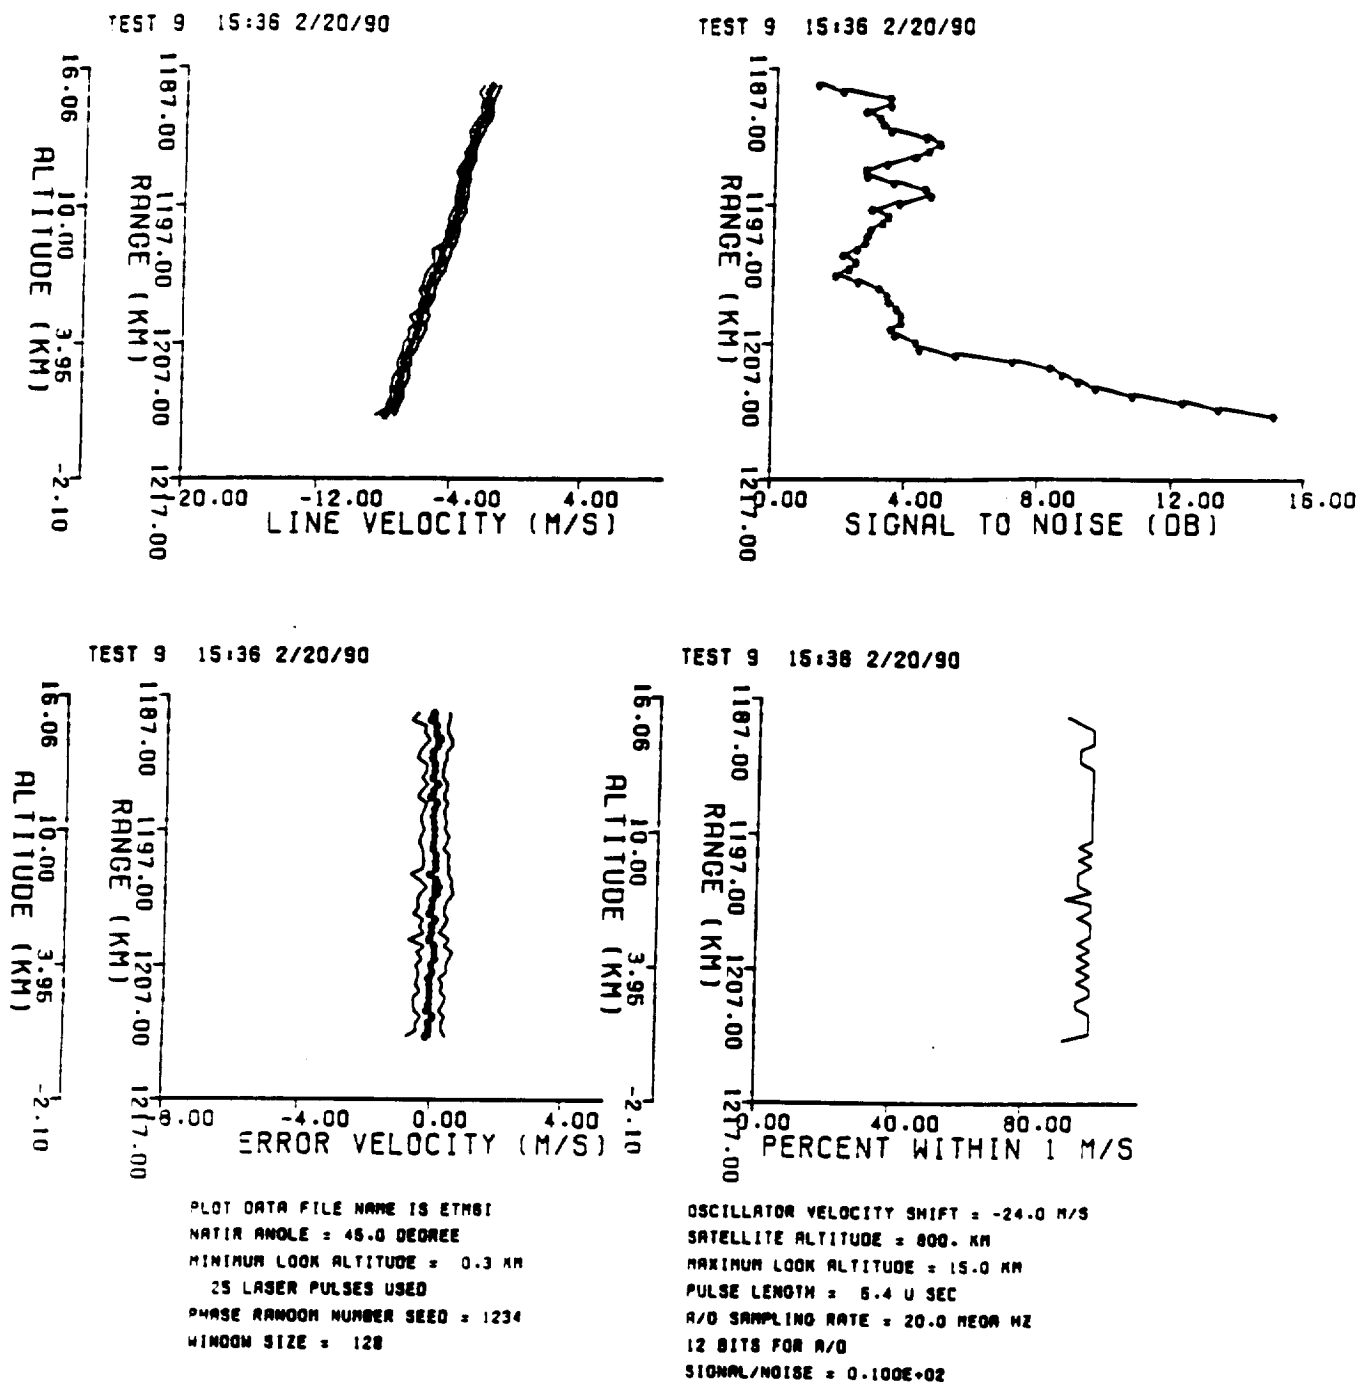 TEST 9 15:36 2/20/90
16.06
10.00
3.95
-2.10
ALTITUDE (KM)
1187.00
1197.00
1207.00
1217.00
RANGE (KM)
-20.00 -12.00 -4.00 4.00
LINE VELOCITY (M/S)
TEST 9 15:36 2/20/90
1187.00
1197.00
1207.00
1217.00
RANGE (KM)
0.00 4.00 8.00 12.00 16.00
SIGNAL TO NOISE (DB)
TEST 9 15:36 2/20/90
16.06
10.00
3.95
-2.10
ALTITUDE (KM)
1187.00
1197.00
1207.00
1217.00
RANGE (KM)
-8.00 -4.00 0.00 4.00
ERROR VELOCITY (M/S)
TEST 9 15:36 2/20/90
16.06
10.00
3.95
-2.10
ALTITUDE (KM)
1187.00
1197.00
1207.00
1217.00
RANGE (KM)
0.00 40.00 80.00
PERCENT WITHIN 1 M/S
PLOT DATA FILE NAME IS ETM6I
NATIR ANGLE = 45.0 DEGREE
MINIMUM LOOK ALTITUDE = 0.3 KM
25 LASER PULSES USED
PHASE RANDOM NUMBER SEED = 1234
WINDOW SIZE = 128
OSCILLATOR VELOCITY SHIFT = -24.0 M/S
SATELLITE ALTITUDE = 800. KM
MAXIMUM LOOK ALTITUDE = 15.0 KM
PULSE LENGTH = 6.4 U SEC
A/D SAMPLING RATE = 20.0 MEGA HZ
12 BITS FOR A/D
SIGNAL/NOISE = 0.100E+02